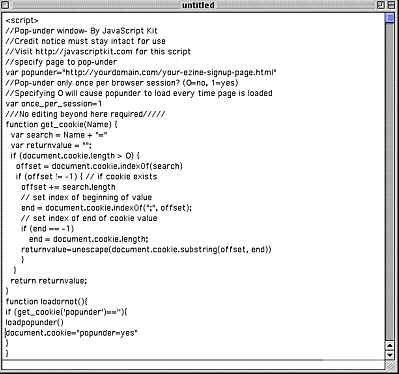 untitled
<script>
//Pop-under window- By JavaScript Kit
//Credit notice must stay intact for use
//Visit http://javascriptkit.com for this script
//specify page to pop-under
var popunder="http://yourdomain.com/your-ezine-signup-page.html"
//Pop-under only once per browser session? (0=no, 1=yes)
//Specifying 0 will cause popunder to load every time page is loaded
var once_per_session=1
///No editing beyond here required/////
function get_cookie(Name) {
  var search = Name + "="
  var returnvalue = "";
  if (document.cookie.length > 0) {
    offset = document.cookie.indexOf(search)
    if (offset != -1) { // if cookie exists
      offset += search.length
      // set index of beginning of value
      end = document.cookie.indexOf(";", offset);
      // set index of end of cookie value
      if (end == -1)
        end = document.cookie.length;
      returnvalue=unescape(document.cookie.substring(offset, end))
      }
   }
  return returnvalue;
}
function loadornot(){
if (get_cookie('popunder')==''){
loadpopunder()
document.cookie="popunder=yes"
}
}